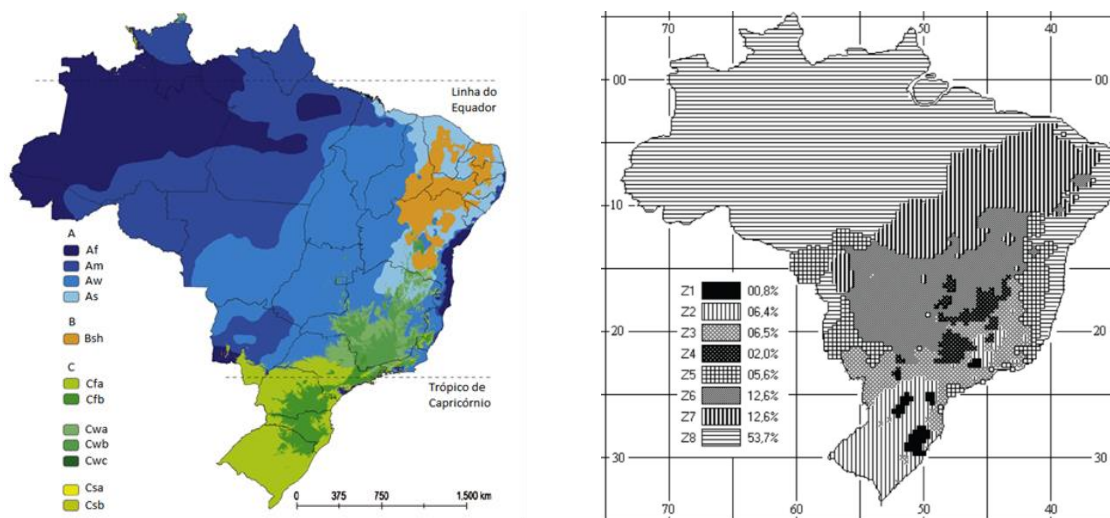 Linha do
Equador
A
Af
Am
Aw
As
B
Bsh
C
Cfa
Cfb
Cwa
Cwb
Cwc
Csa
Csb
Trópico de
Capricórnio
0 375 750 1.500 km
70 60 50 40
00 00
10 10
20 20
30 30
70 60 50 40
Z1 00,8%
Z2 06,4%
Z3 06,5%
Z4 02,0%
Z5 05,6%
Z6 12,6%
Z7 12,6%
Z8 53,7%